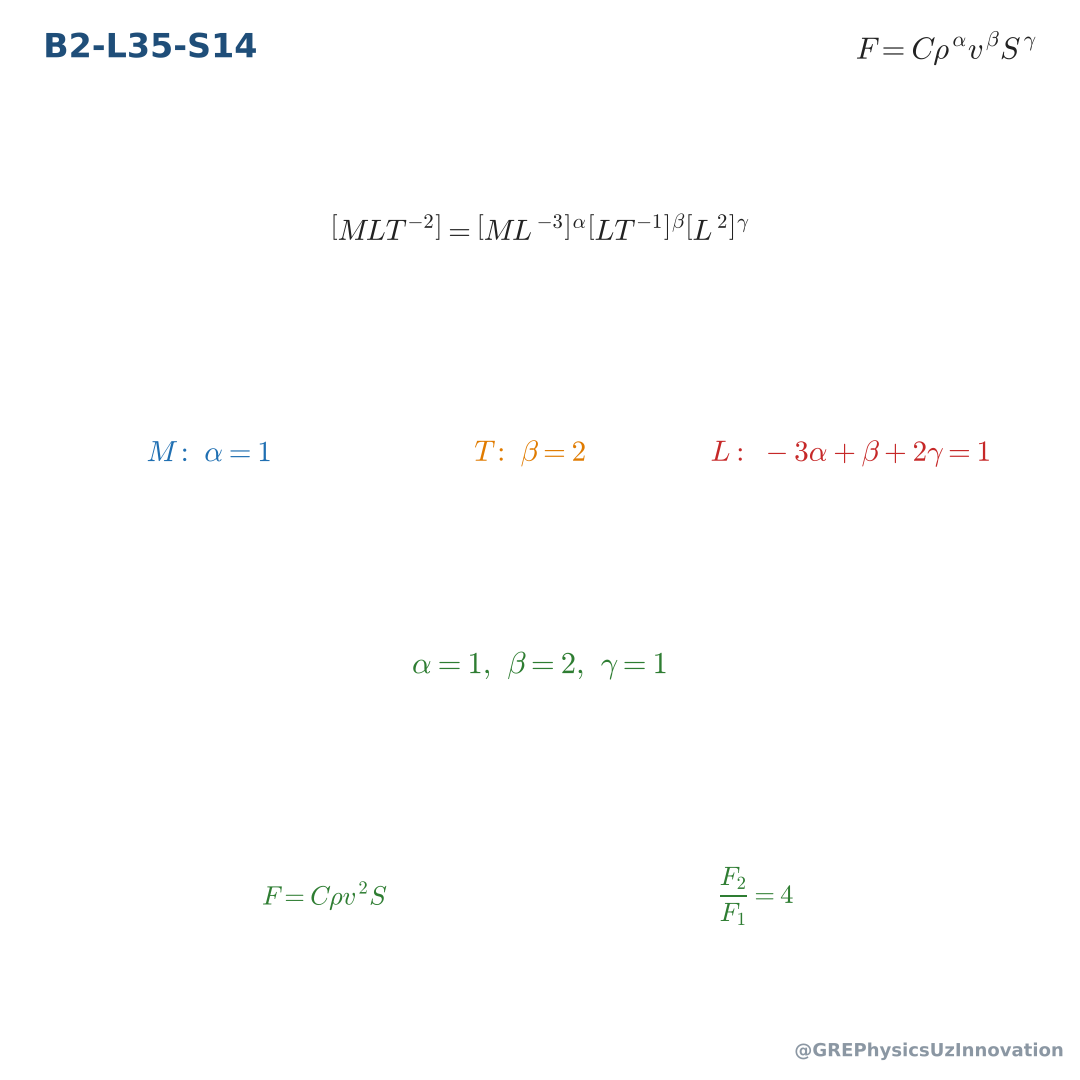 B2-L35-S14
F = Cρ^α v^β S^γ
[MLT^−2] = [ML^−3]^α [LT^−1]^β [L^2]^γ
M: α = 1
T: β = 2
L: −3α + β + 2γ = 1
α = 1, β = 2, γ = 1
F = Cρv^2S
F_2/F_1 = 4
@GREPhysicsUzInnovation